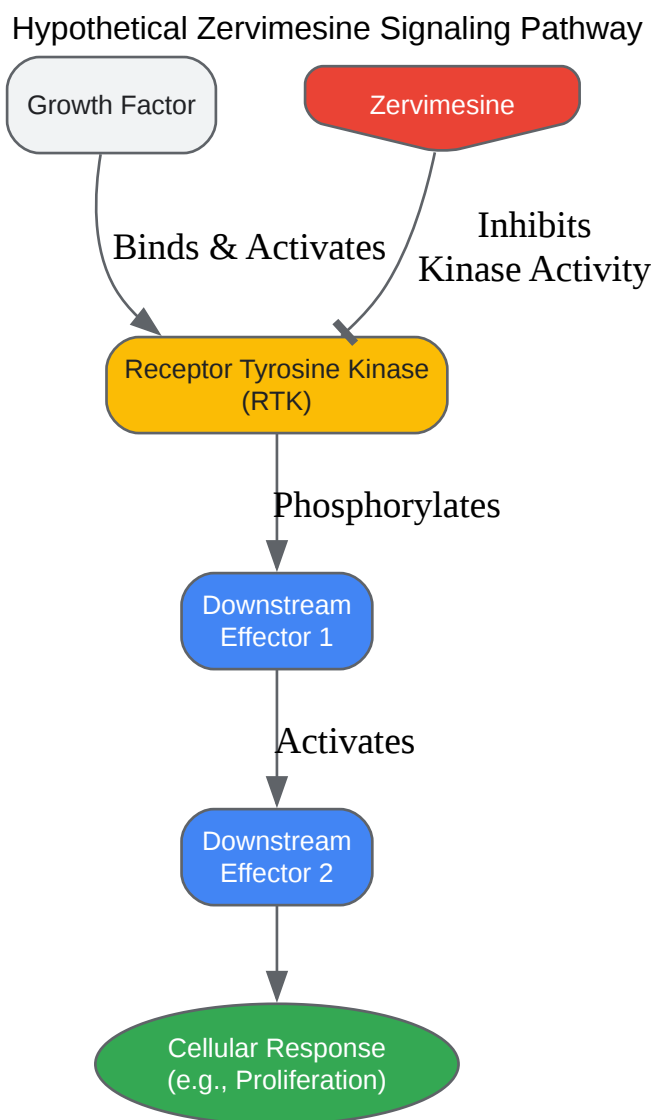 Hypothetical Zervimesine Signaling Pathway
Growth Factor
Zervimesine
Binds & Activates
Inhibits
Kinase Activity
Receptor Tyrosine Kinase
(RTK)
Phosphorylates
Downstream
Effector 1
Activates
Downstream
Effector 2
Cellular Response
(e.g., Proliferation)